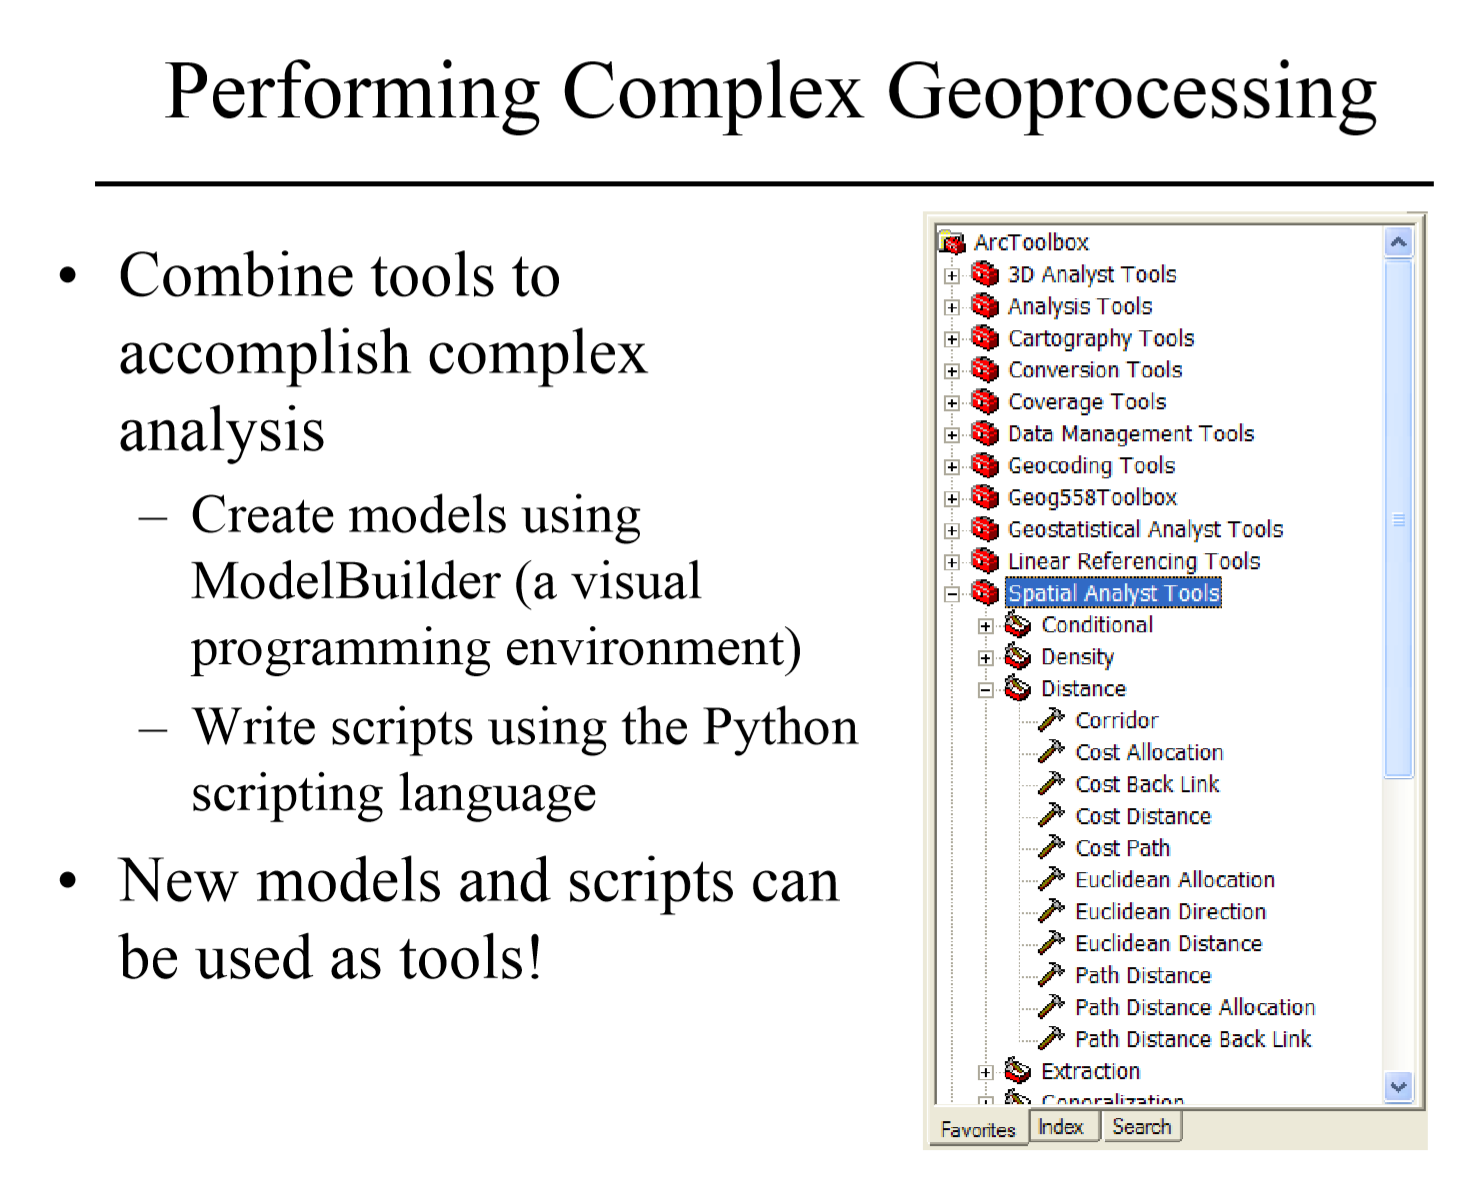 Performing Complex Geoprocessing
• Combine tools to
accomplish complex
analysis
– Create models using
ModelBuilder (a visual
programming environment)
– Write scripts using the Python
scripting language
• New models and scripts can
be used as tools!
ArcToolbox
3D Analyst Tools
Analysis Tools
Cartography Tools
Conversion Tools
Coverage Tools
Data Management Tools
Geocoding Tools
Geog558Toolbox
Geostatistical Analyst Tools
Linear Referencing Tools
Spatial Analyst Tools
Conditional
Density
Distance
Corridor
Cost Allocation
Cost Back Link
Cost Distance
Cost Path
Euclidean Allocation
Euclidean Direction
Euclidean Distance
Path Distance
Path Distance Allocation
Path Distance Back Link
Extraction
Generalization
Favorites Index Search